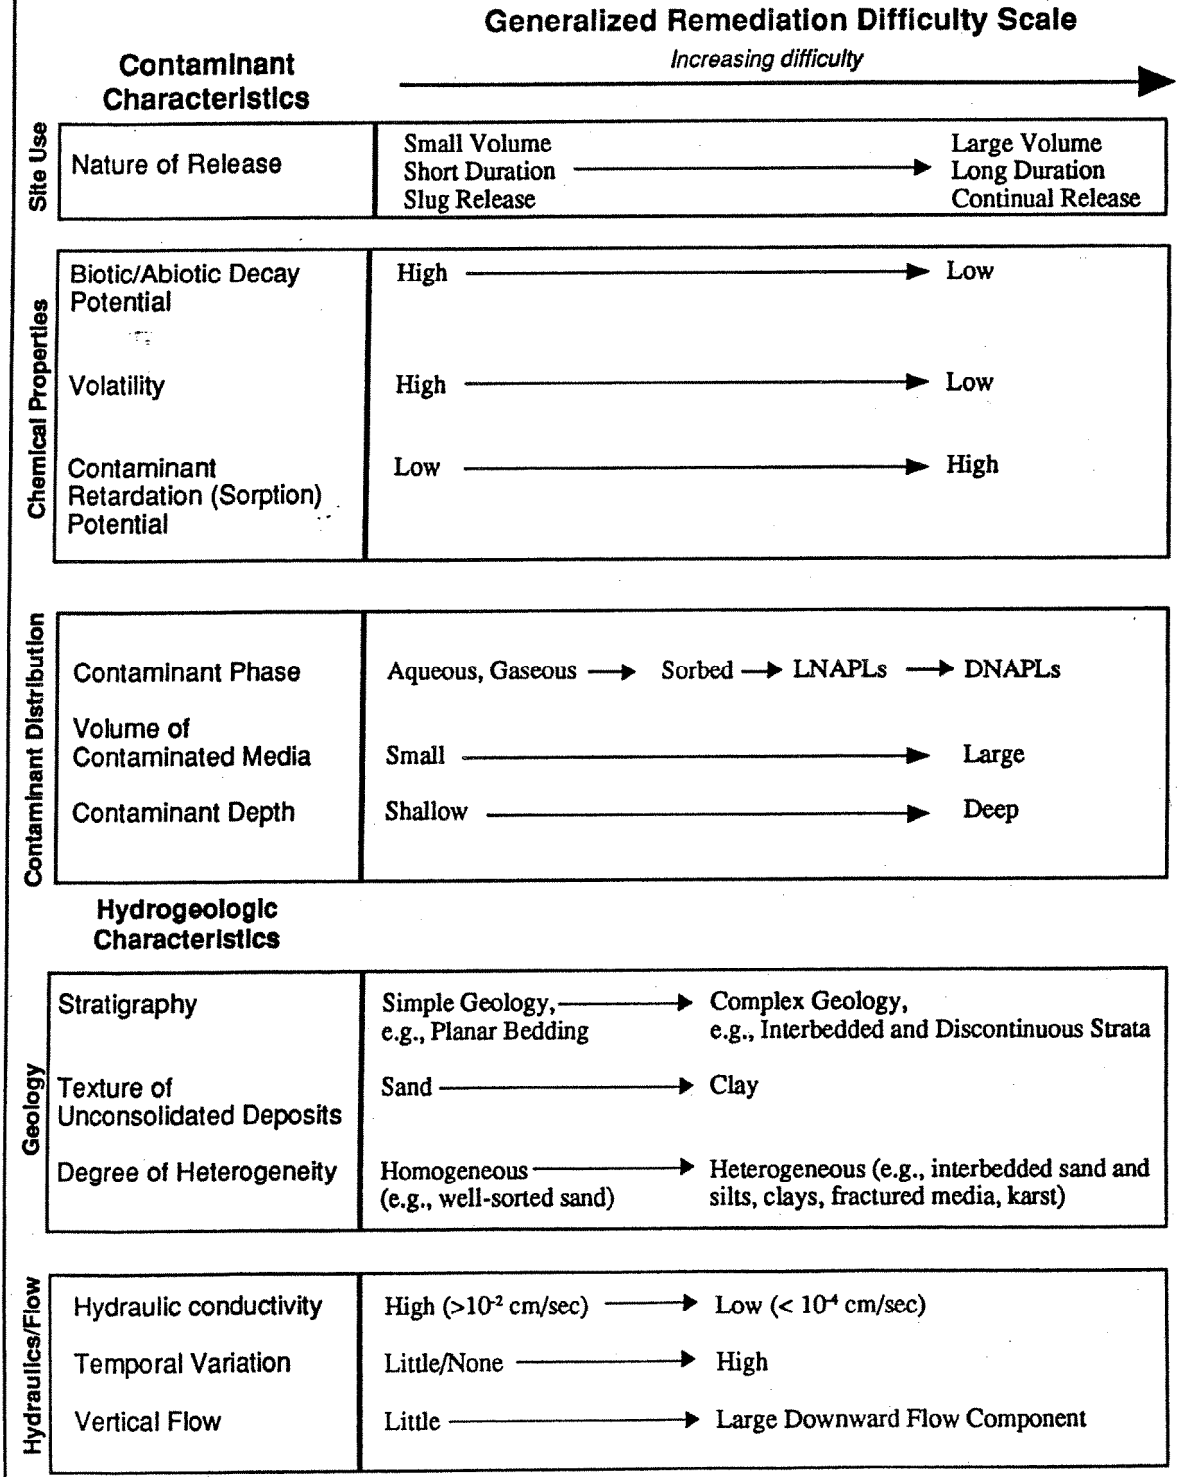 Generalized Remediation Difficulty Scale
Increasing difficulty
Contaminant
Characteristics
Site Use
Nature of Release
Small Volume
Short Duration
Slug Release
Large Volume
Long Duration
Continual Release
Chemical Properties
Biotic/Abiotic Decay
Potential
High
Low
Volatility
High
Low
Contaminant
Retardation (Sorption)
Potential
Low
High
Contaminant Distribution
Contaminant Phase
Aqueous, Gaseous
Sorbed
LNAPLs
DNAPLs
Volume of
Contaminated Media
Small
Large
Contaminant Depth
Shallow
Deep
Hydrogeologic
Characteristics
Geology
Stratigraphy
Simple Geology,
e.g., Planar Bedding
Complex Geology,
e.g., Interbedded and Discontinuous Strata
Texture of
Unconsolidated Deposits
Sand
Clay
Degree of Heterogeneity
Homogeneous
(e.g., well-sorted sand)
Heterogeneous (e.g., interbedded sand and
silts, clays, fractured media, karst)
Hydraulics/Flow
Hydraulic conductivity
High (>10⁻² cm/sec)
Low (< 10⁻⁴ cm/sec)
Temporal Variation
Little/None
High
Vertical Flow
Little
Large Downward Flow Component